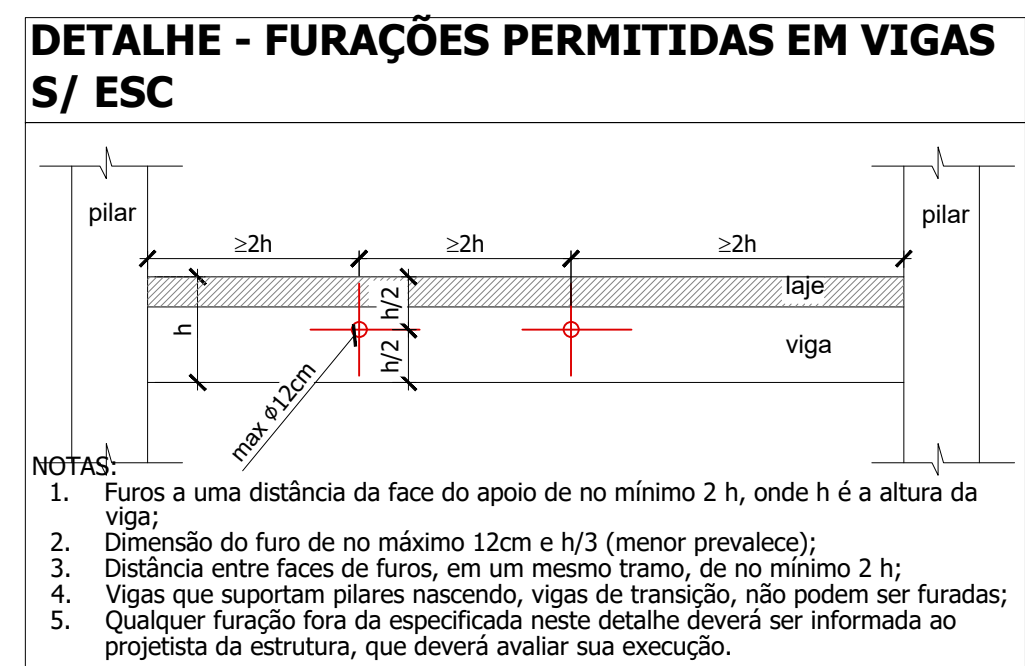 DETALHE - FURAÇÕES PERMITIDAS EM VIGAS
S/ ESC
pilar
pilar
≥2h
≥2h
≥2h
laje
h
h/2
h/2
viga
max ϕ12cm
NOTAS:
1. Furos a uma distância da face do apoio de no mínimo 2 h, onde h é a altura da
viga;
2. Dimensão do furo de no máximo 12cm e h/3 (menor prevalece);
3. Distância entre faces de furos, em um mesmo tramo, de no mínimo 2 h;
4. Vigas que suportam pilares nascendo, vigas de transição, não podem ser furadas;
5. Qualquer furação fora da especificada neste detalhe deverá ser informada ao
projetista da estrutura, que deverá avaliar sua execução.